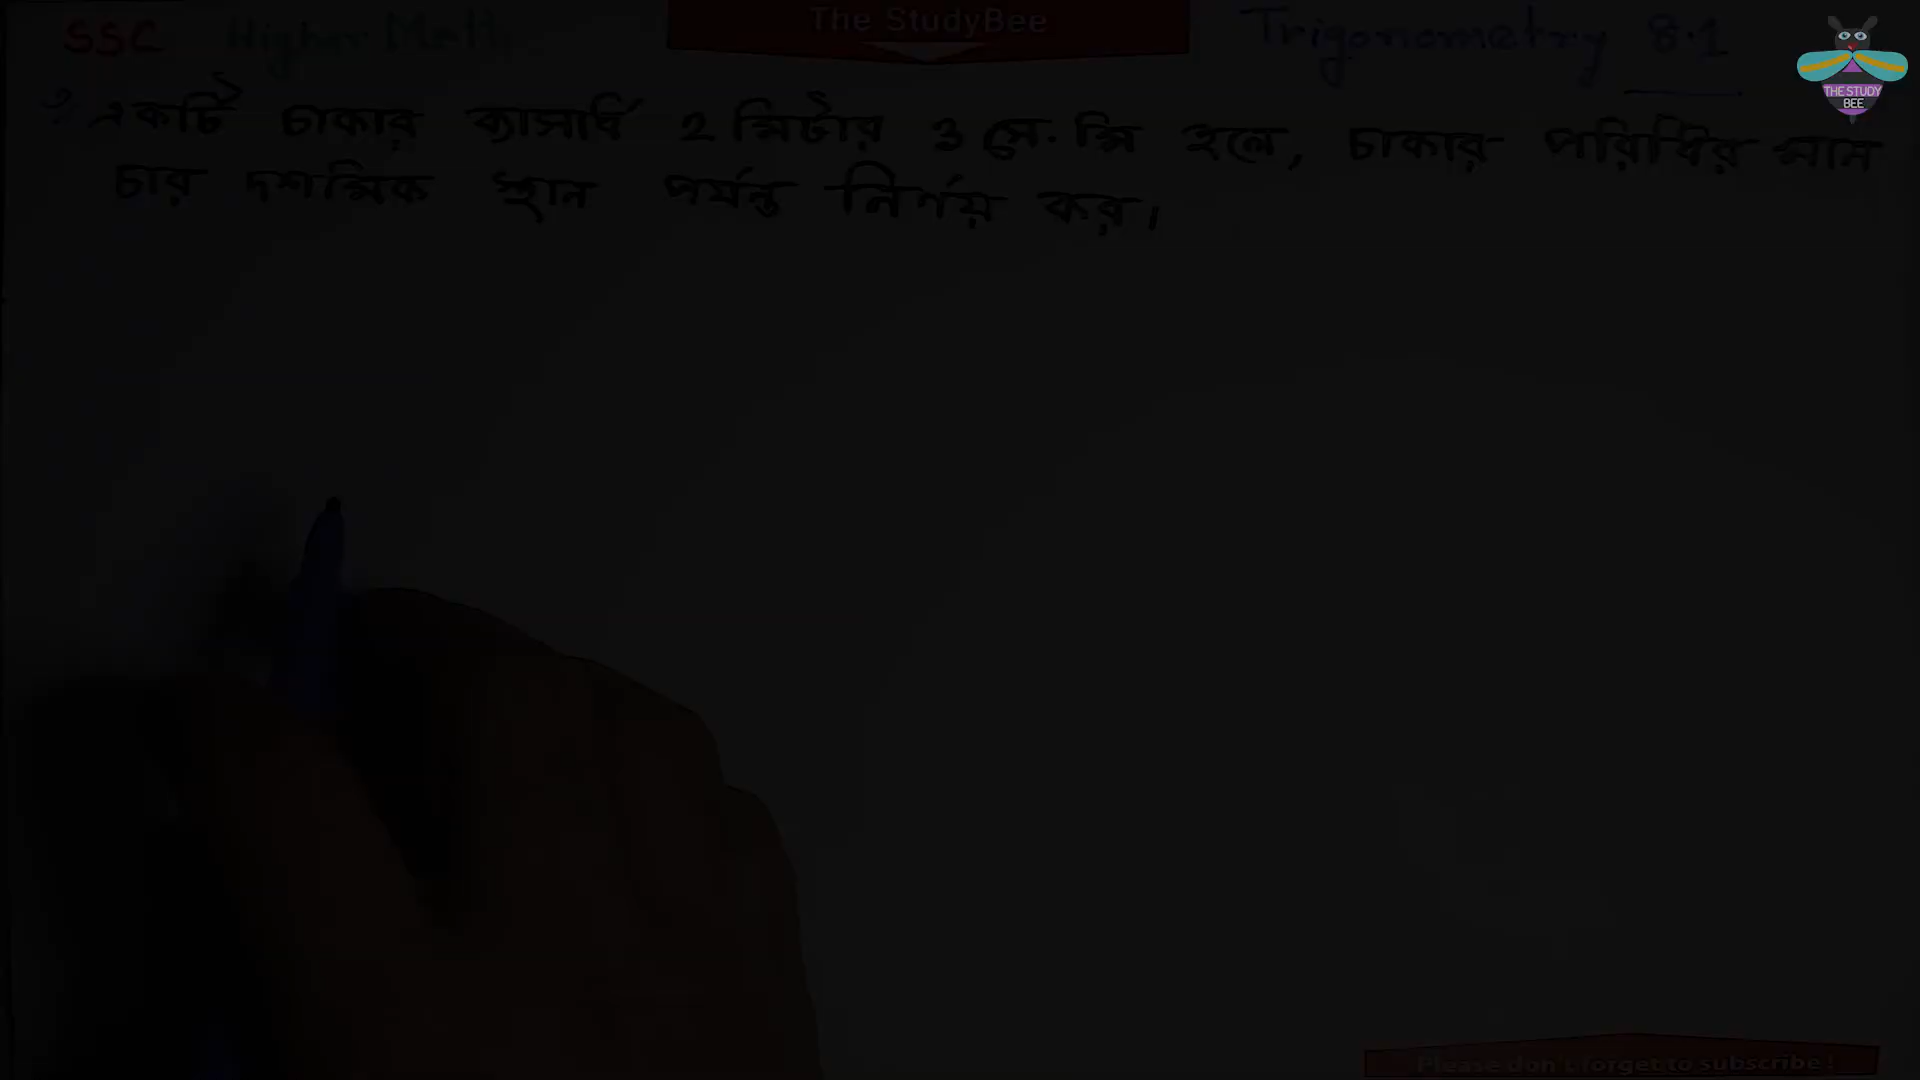 SSC Higher Math The StudyBee Trigonometry 8.1
THE STUDY
BEE
একটি চাকার ব্যাসার্ধ 2 মিটার 3 সে. মি হলে, চাকার পরিধির মান
চার দশমিক স্থান পর্যন্ত নির্ণয় কর।
Please don't forget to subscribe!